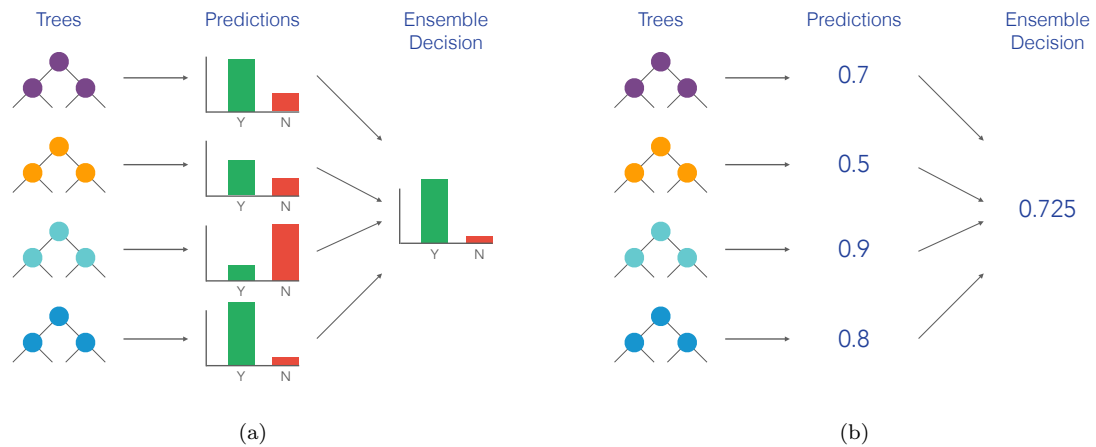 Trees
Predictions
Ensemble
Decision
Y N
Y N
Y N
Y N
Y N
(a)
Trees
Predictions
Ensemble
Decision
0.7
0.5
0.9
0.8
0.725
(b)